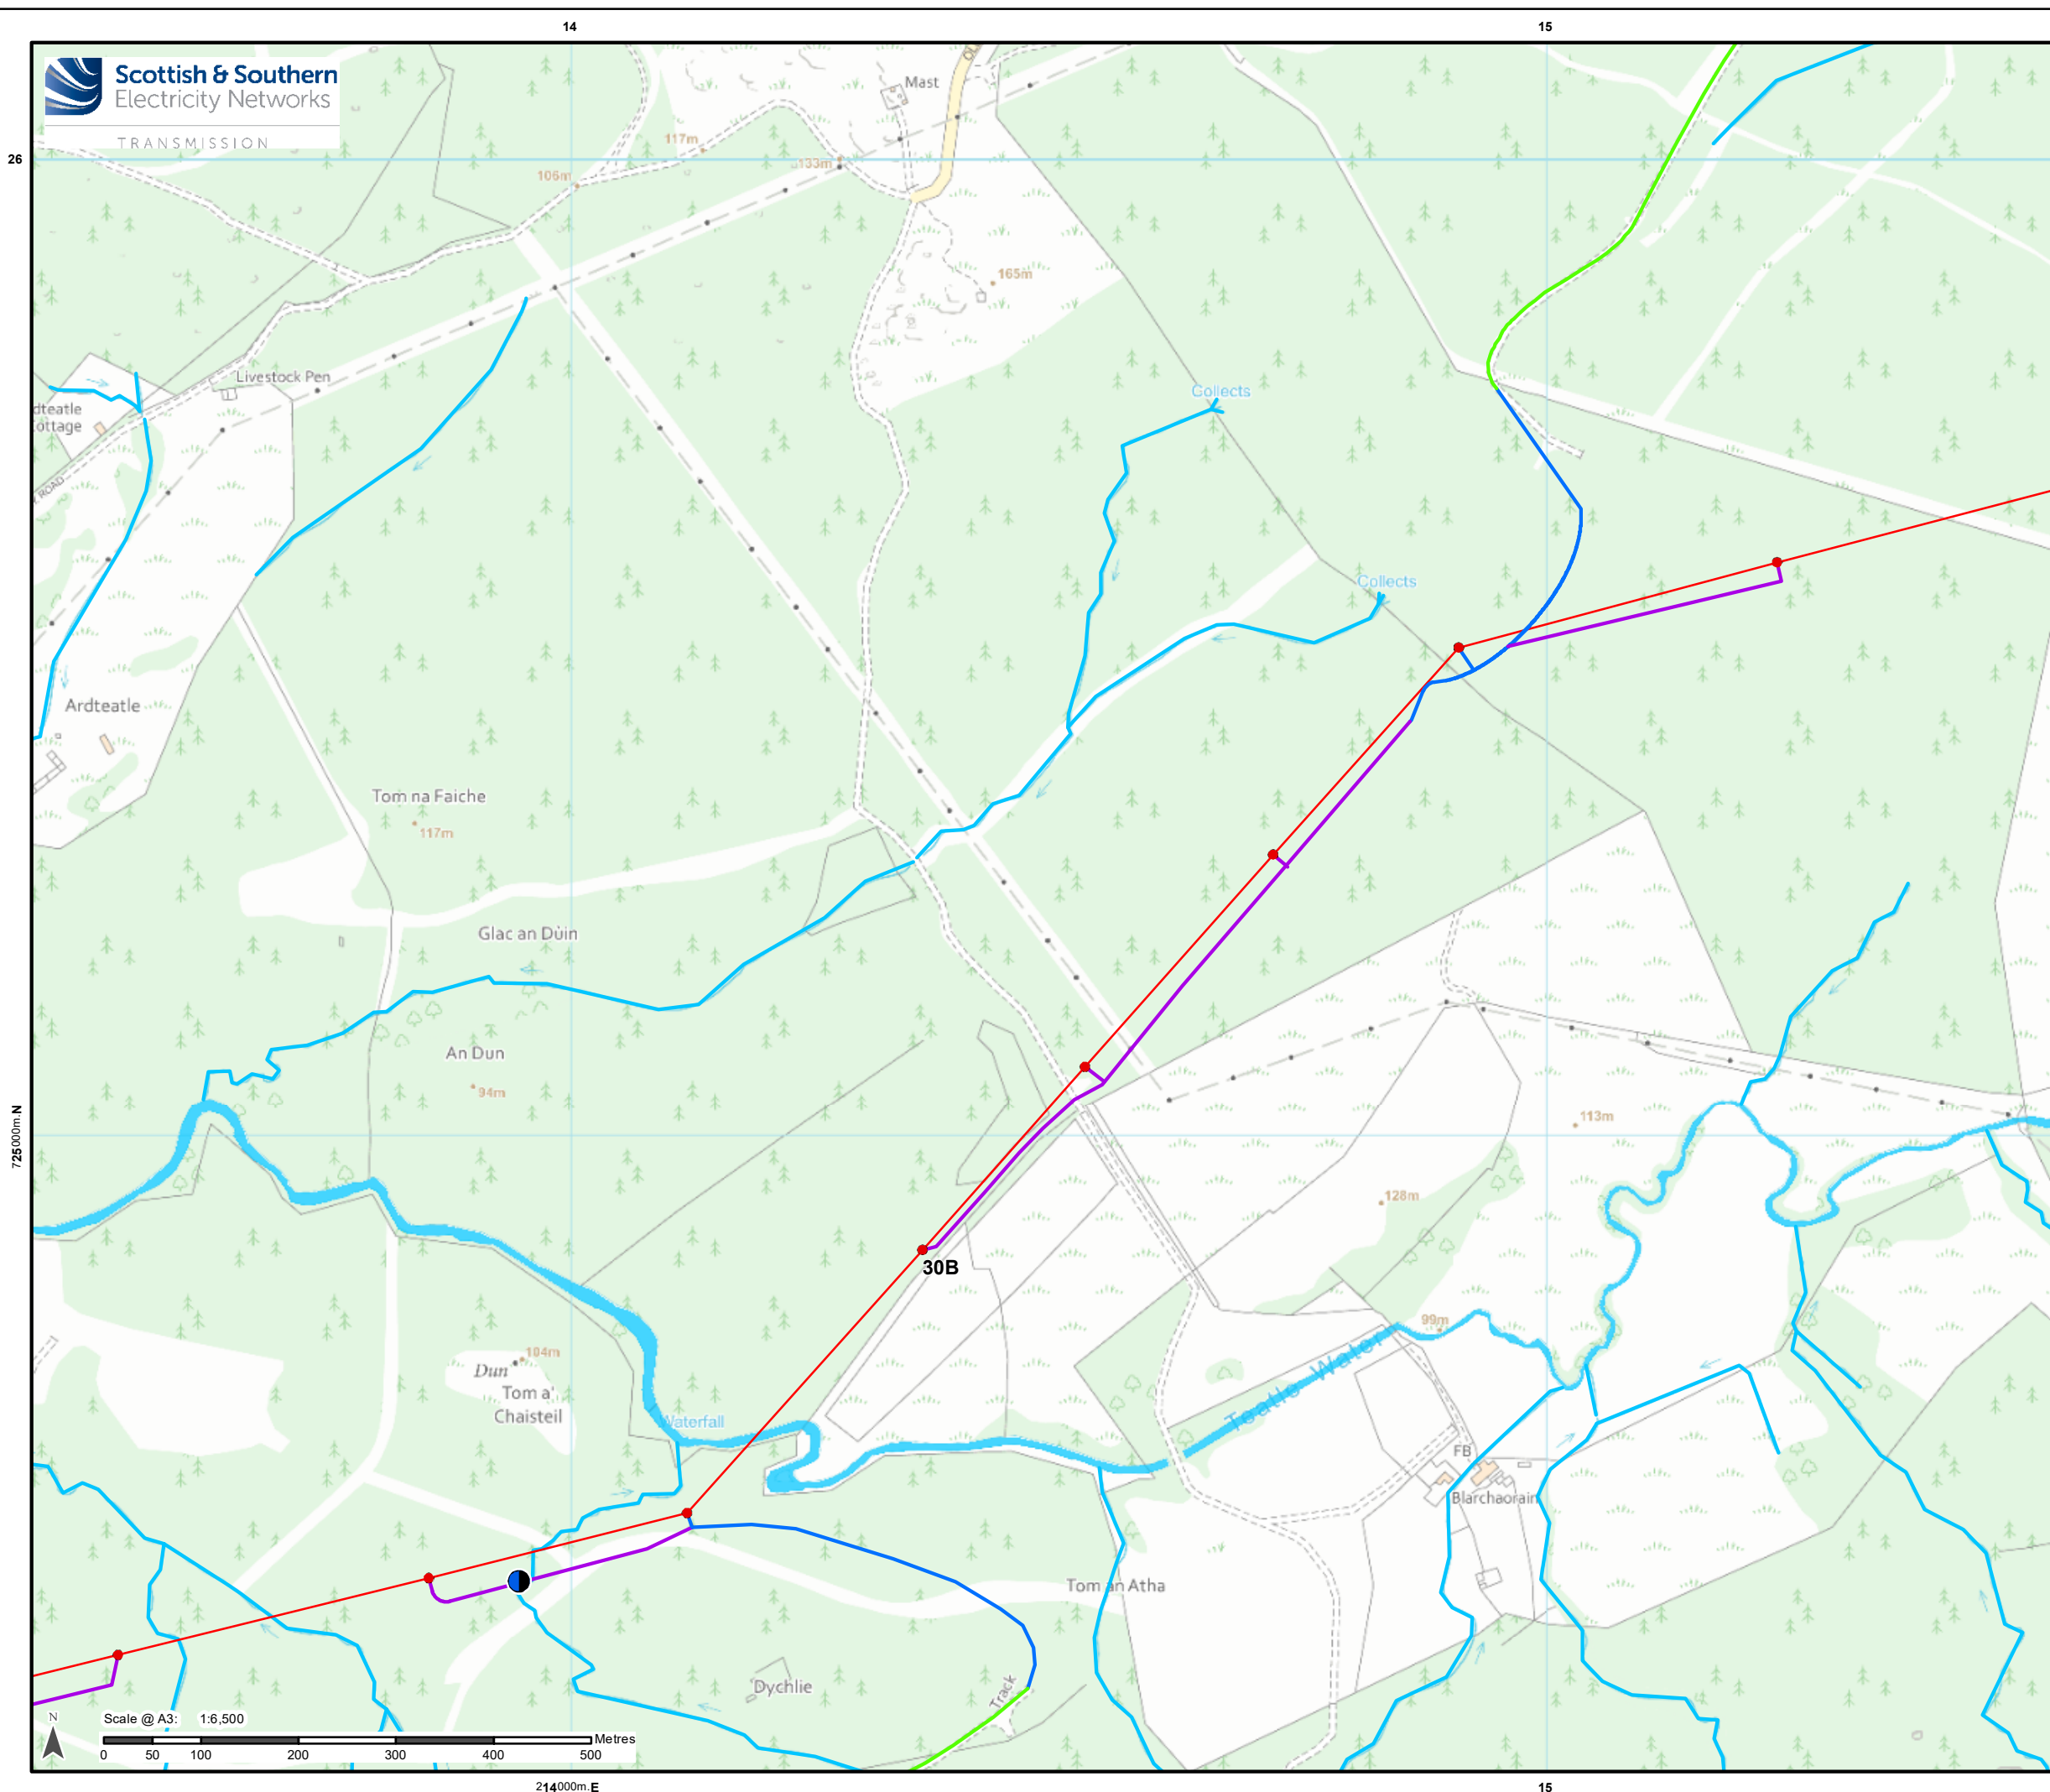 14
15
Scottish & Southern
Electricity Networks
TRANSMISSION
Mast
26
117m
133m
106m
165m
Livestock Pen
Collects
dteatle
ottage
ROAD
Collects
Ardteatle
Tom na Faiche
117m
Glac an Dùin
An Dun
94m
113m
725000m.N
128m
30B
99m
104m
Dun
Tom a'
Chaisteil
Waterfall
Teatle Water
FB
Blarchaorain
Tom an Atha
Dychlie
Track
N
Scale @ A3: 1:6,500
Metres
0 50 100 200 300 400 500
214000m.E
15